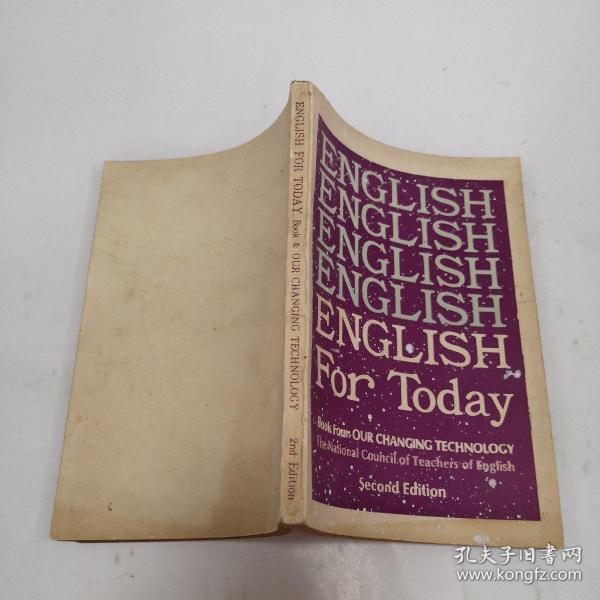 ENGLISH FOR TODAY Book 4: OUR CHANGING TECHNOLOGY 2nd Edition
ENGLISH
ENGLISH
ENGLISH
ENGLISH
ENGLISH
For Today
Book Four: OUR CHANGING TECHNOLOGY
The National Council of Teachers of English
Second Edition
孔夫子旧书网
www.kongfz.com